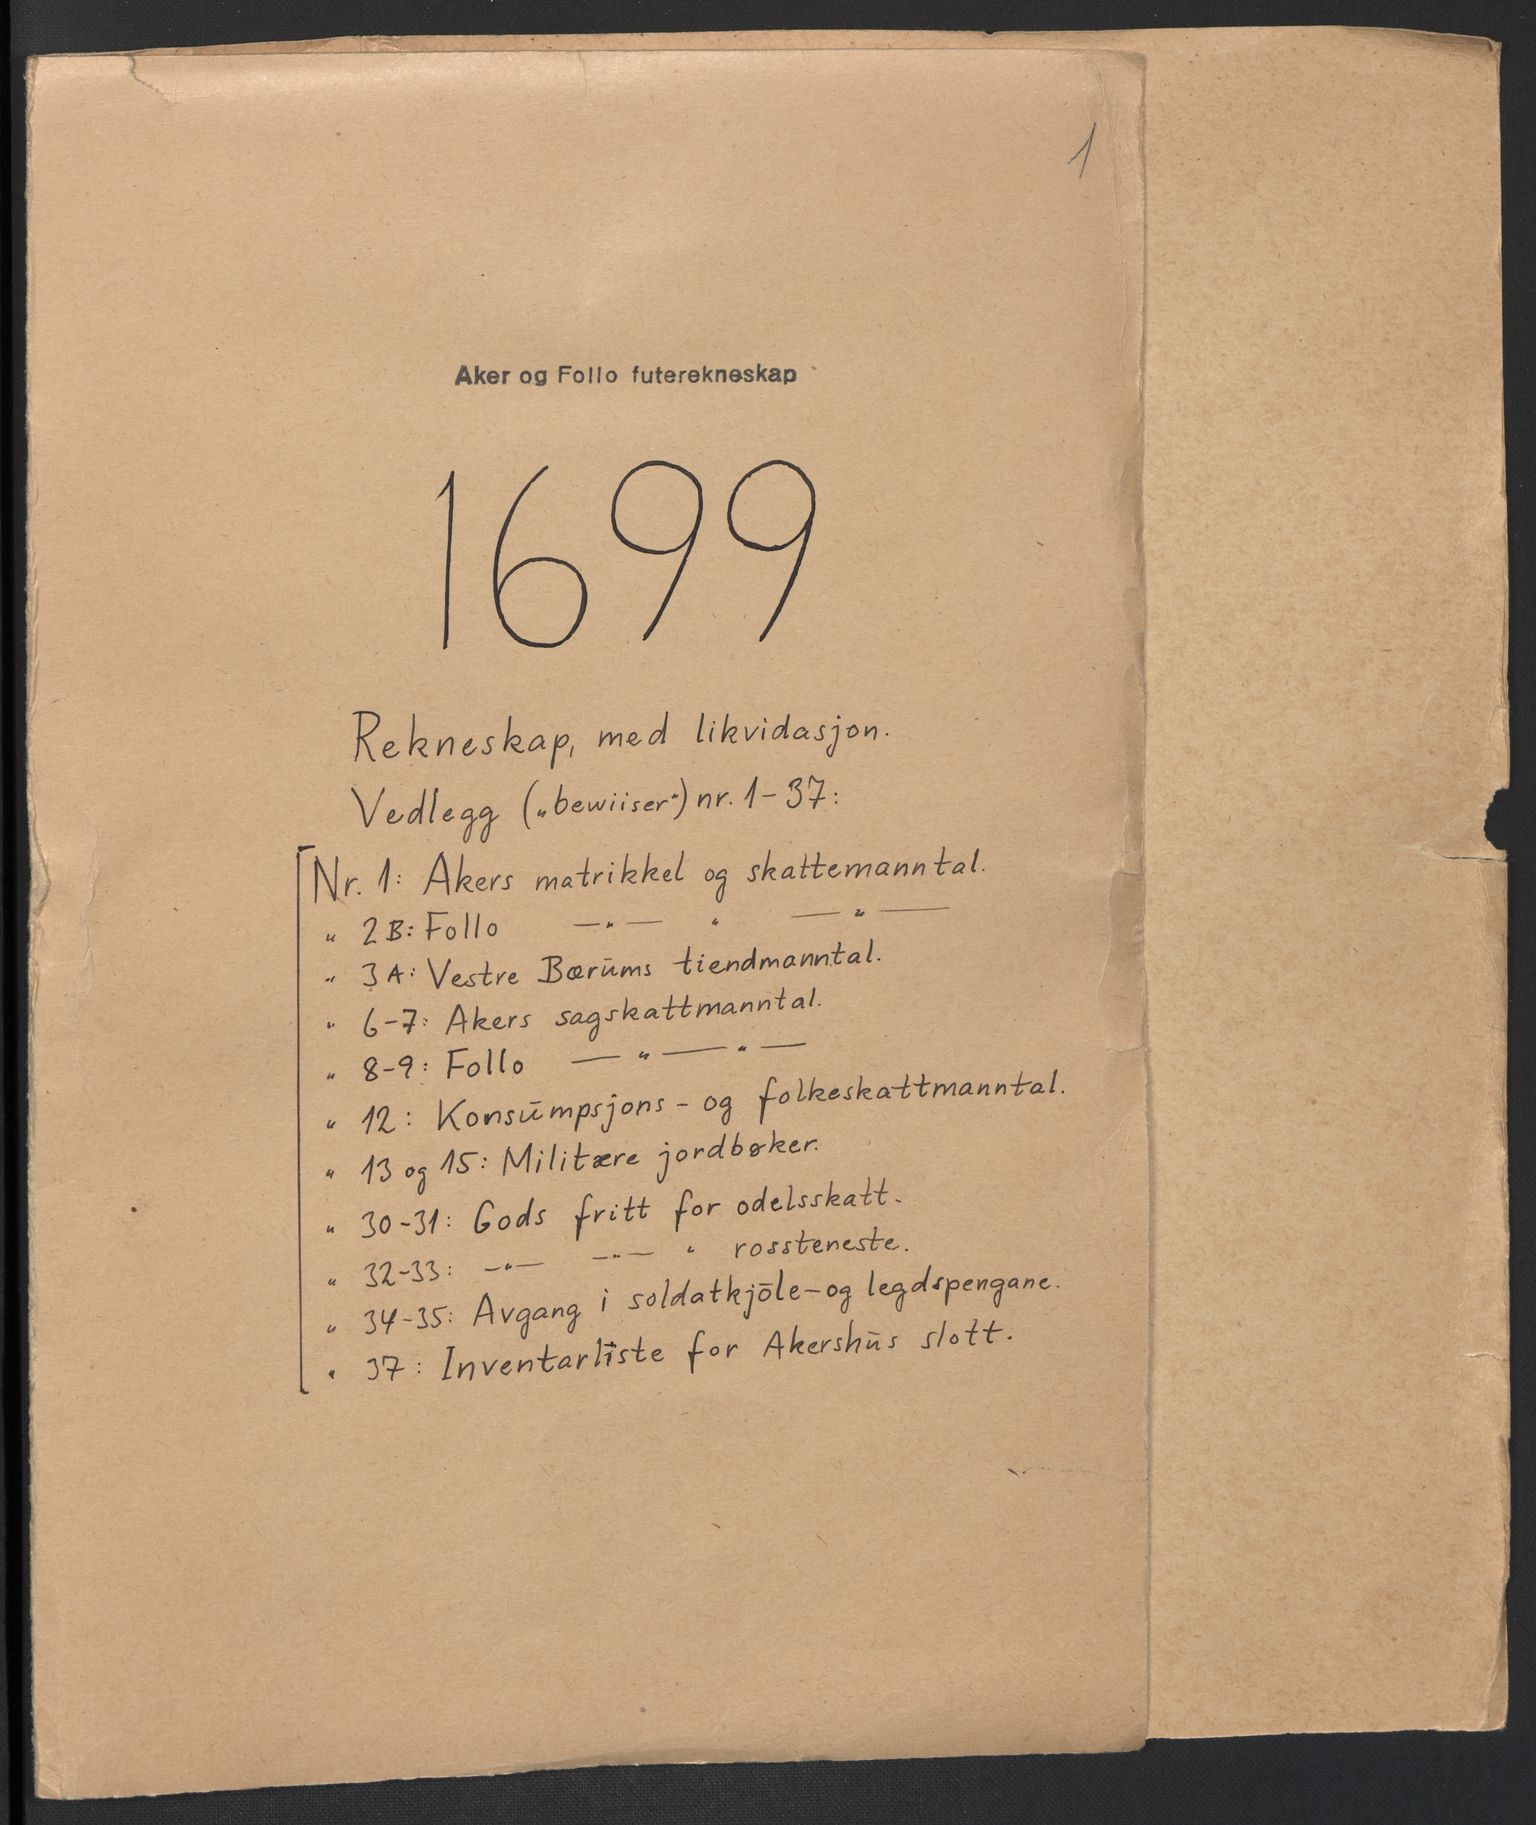 1
Aker og Follo futerekneskap
1699
Rekneskap, med likvidasjon.
Vedlegg („bewiiser“) nr. 1-37:
Nr. 1: Akers matrikkel og skattemanntal.
" 2B: Follo —"— " —"—
" 3A: Vestre Bærums tiendmanntal.
" 6-7: Akers sagskattmanntal.
" 8-9: Follo —"—"—
" 12: Konsumpsjons- og folkeskattmanntal.
" 13 og 15: Militære jordbøker.
" 30-31: Gods fritt for odelsskatt.
" 32-33: —"— —"— " rossteneste.
" 34-35: Avgang i soldatkjole- og legdspengane.
" 37: Inventarliste for Akershus slott.